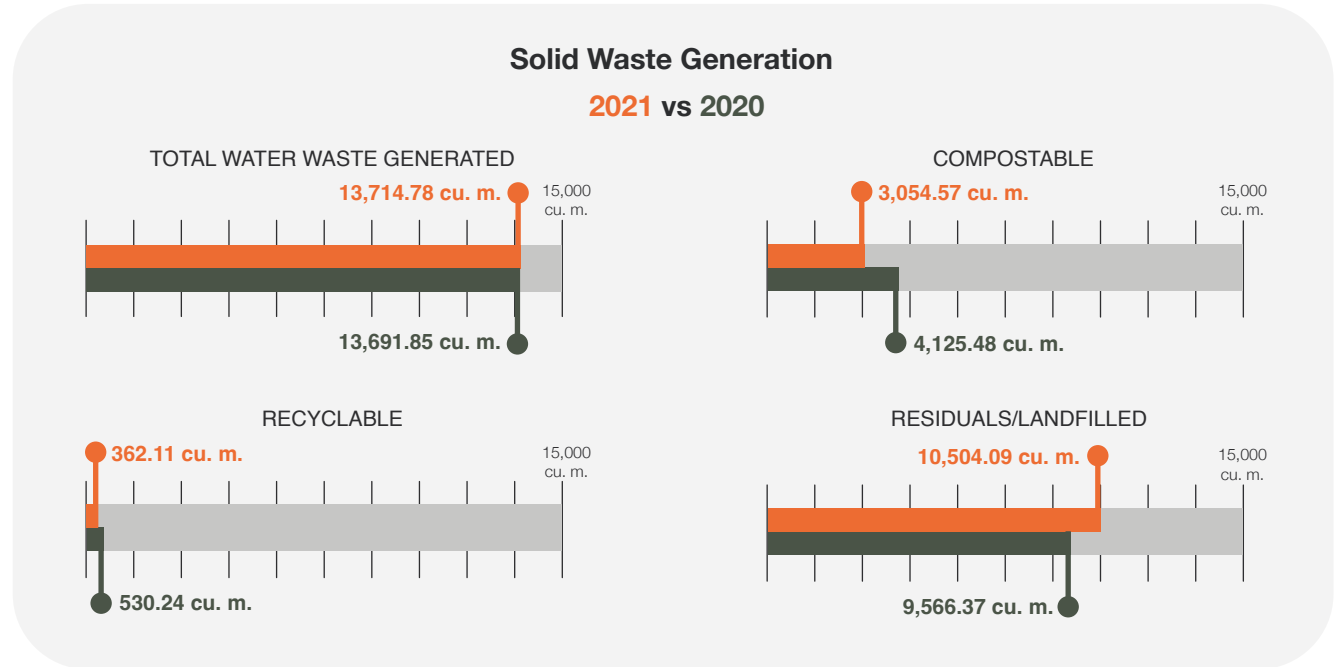 Solid Waste Generation
2021 vs 2020
TOTAL WATER WASTE GENERATED
13,714.78 cu. m.
15,000
cu. m.
13,691.85 cu. m.
COMPOSTABLE
3,054.57 cu. m.
15,000
cu. m.
4,125.48 cu. m.
RECYCLABLE
362.11 cu. m.
15,000
cu. m.
530.24 cu. m.
RESIDUALS/LANDFILLED
10,504.09 cu. m.
15,000
cu. m.
9,566.37 cu. m.